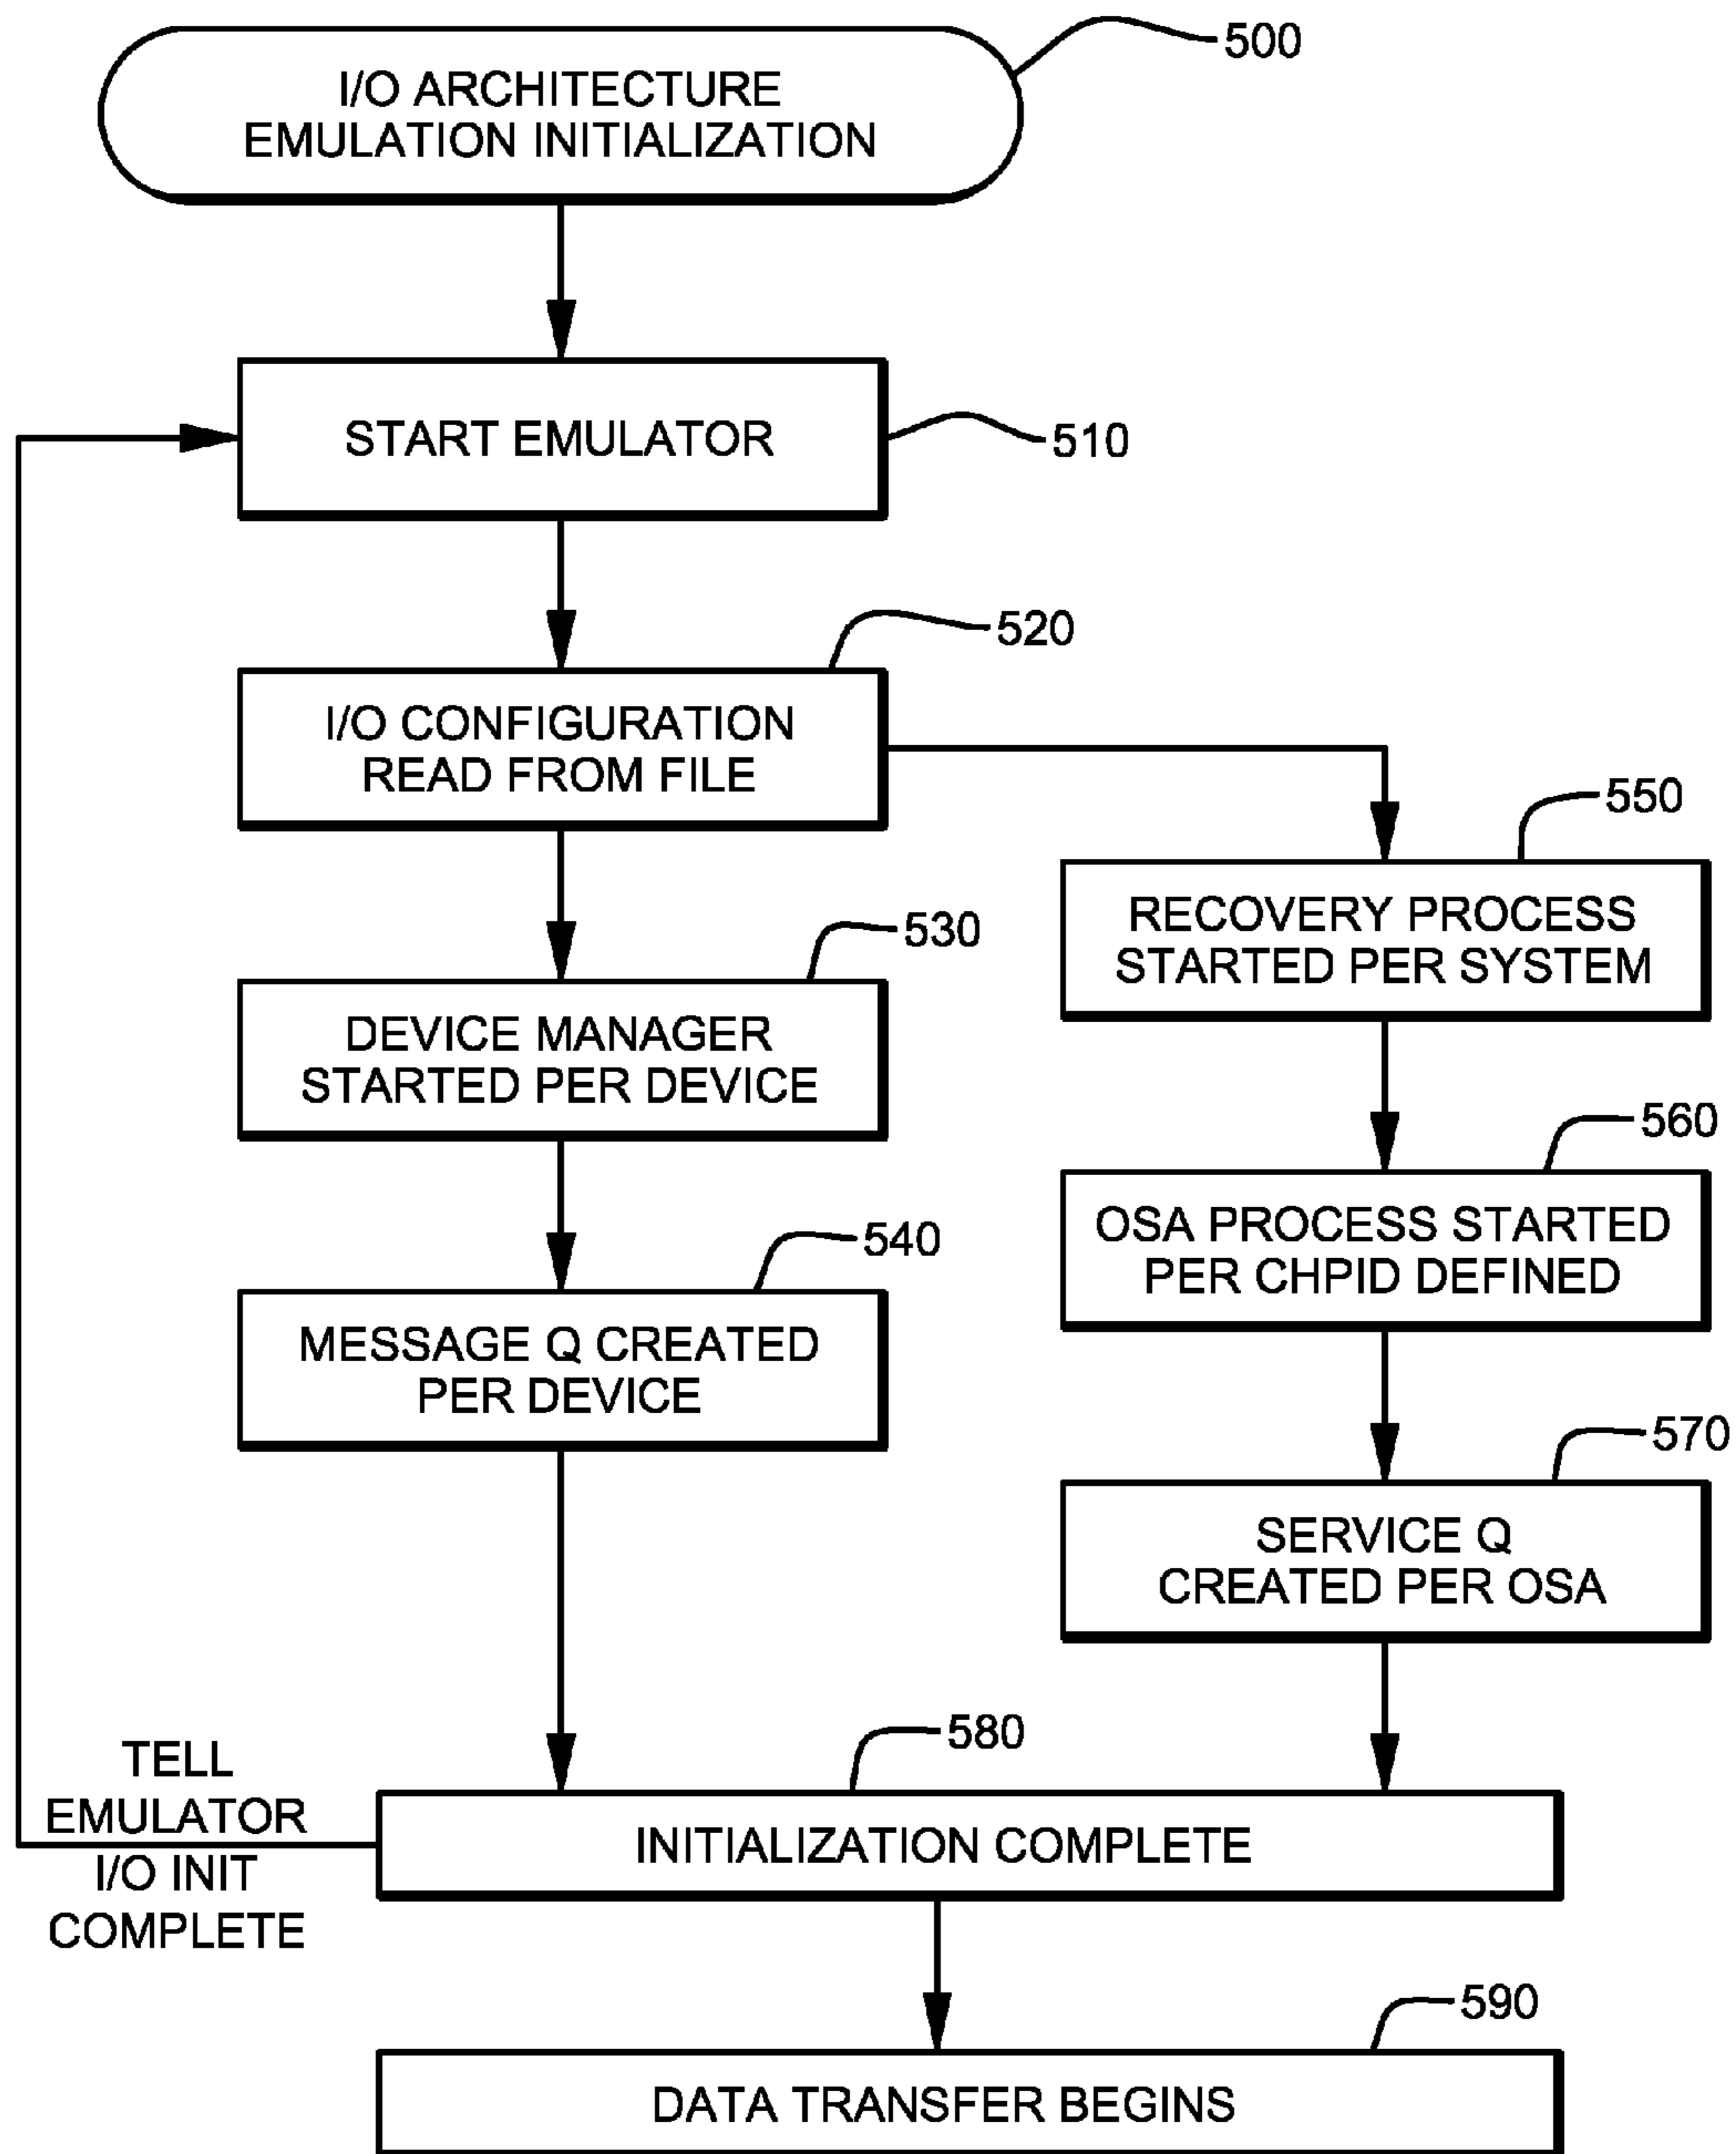 500
I/O ARCHITECTURE
EMULATION INITIALIZATION
START EMULATOR
510
520
I/O CONFIGURATION
READ FROM FILE
550
RECOVERY PROCESS
STARTED PER SYSTEM
530
DEVICE MANAGER
STARTED PER DEVICE
560
OSA PROCESS STARTED
PER CHPID DEFINED
540
MESSAGE Q CREATED
PER DEVICE
570
SERVICE Q
CREATED PER OSA
580
TELL
EMULATOR
I/O INIT
COMPLETE
INITIALIZATION COMPLETE
590
DATA TRANSFER BEGINS